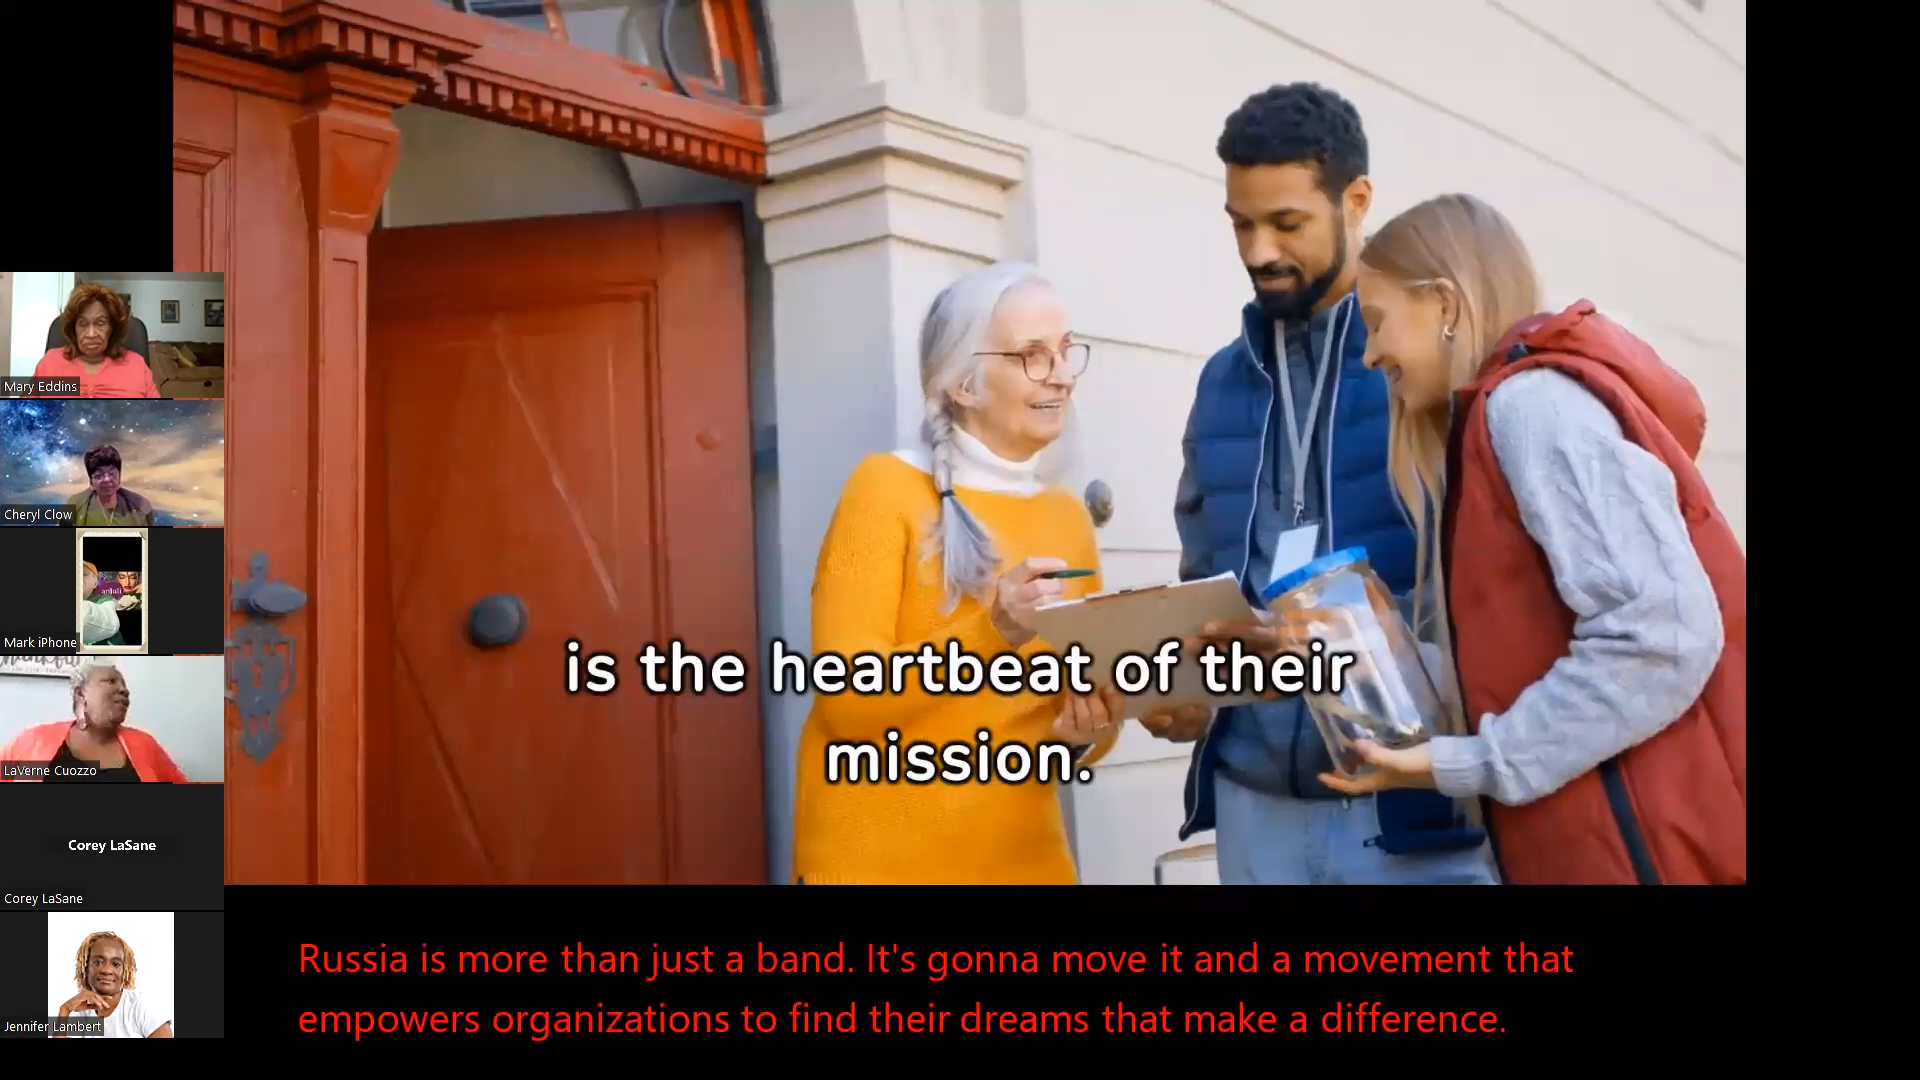 Mary Eddins
Cheryl Clow
Mark iPhone
LaVerne Cuozzo
Corey LaSane
Corey LaSane
Jennifer Lambert
is the heartbeat of their
mission.
Russia is more than just a band. It's gonna move it and a movement that
empowers organizations to find their dreams that make a difference.